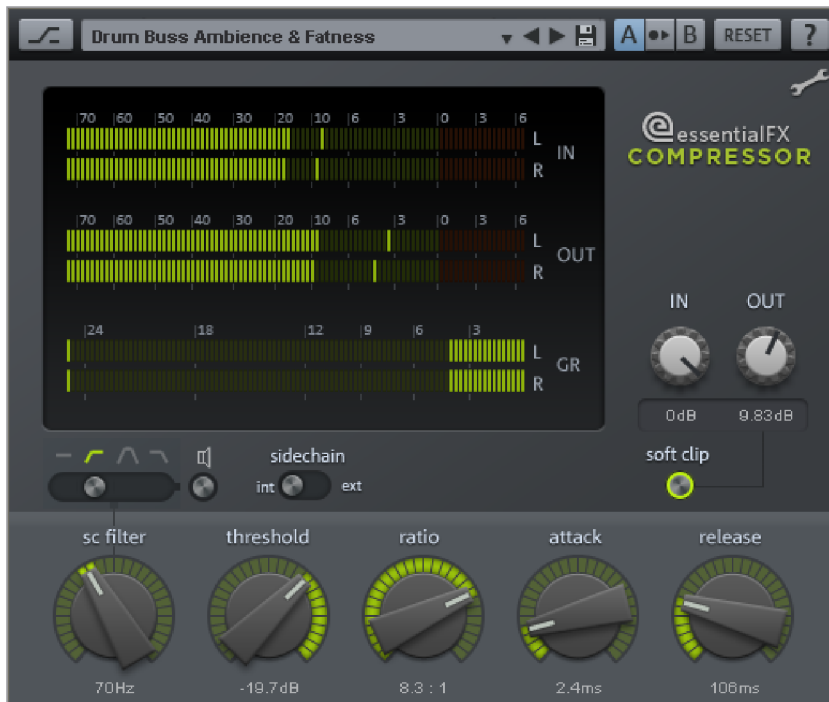 Drum Buss Ambience & Fatness
A B RESET ?
essentialFX
COMPRESSOR
70 60 50 40 30 20 10 6 3 0 3 6
L
IN
R
70 60 50 40 30 20 10 6 3 0 3 6
L
OUT
R
24 18 12 9 6 3
L
GR
R
IN OUT
0dB 9.83dB
soft clip
sidechain
int ext
sc filter threshold ratio attack release
70Hz -19.7dB 8.3 : 1 2.4ms 106ms